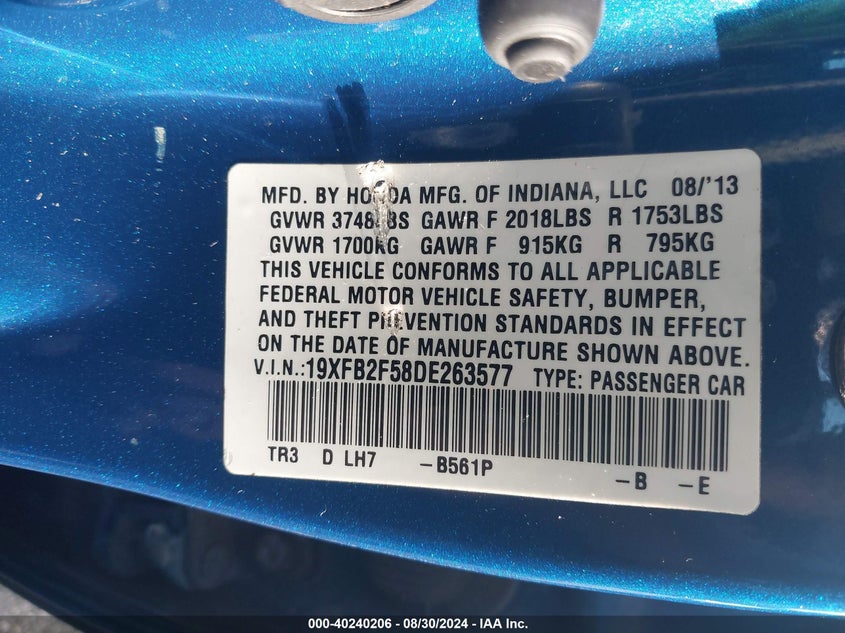 MFD. BY HONDA MFG. OF INDIANA, LLC 08/'13
GVWR 3748LBS GAWR F 2018LBS R 1753LBS
GVWR 1700KG GAWR F 915KG R 795KG
THIS VEHICLE CONFORMS TO ALL APPLICABLE
FEDERAL MOTOR VEHICLE SAFETY, BUMPER,
AND THEFT PREVENTION STANDARDS IN EFFECT
ON THE DATE OF MANUFACTURE SHOWN ABOVE.
V.I.N.:19XFB2F58DE263577 TYPE: PASSENGER CAR
TR3 D LH7 -B561P -B -E
000-40240206 - 08/30/2024 - IAA Inc.